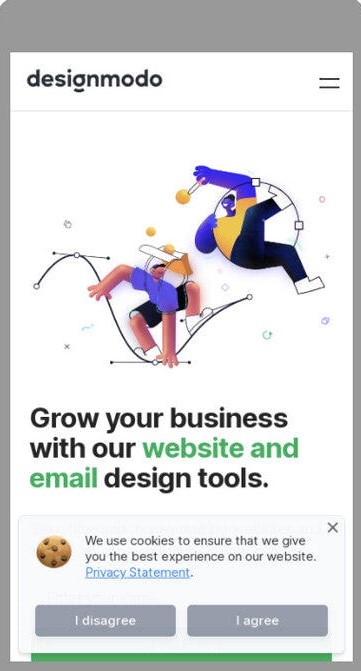 designmodo
Grow your business
with our website and
email design tools.
We use cookies to ensure that we give
you the best experience on our website.
Privacy Statement.
I disagree
I agree